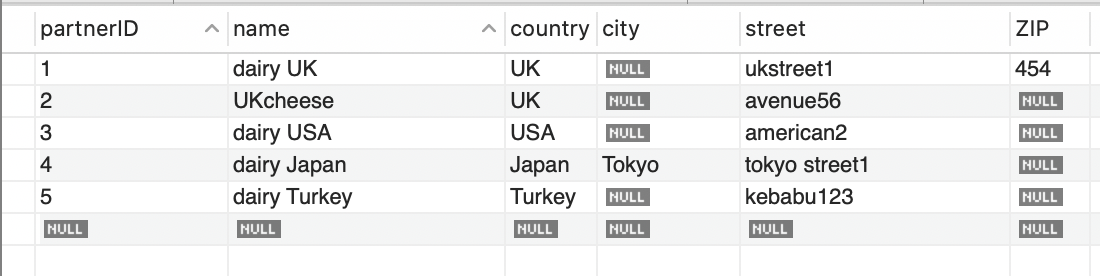 partnerID name country city street ZIP
1 dairy UK UK NULL ukstreet1 454
2 UKcheese UK NULL avenue56 NULL
3 dairy USA USA NULL american2 NULL
4 dairy Japan Japan Tokyo tokyo street1 NULL
5 dairy Turkey Turkey NULL kebabu123 NULL
NULL NULL NULL NULL NULL NULL